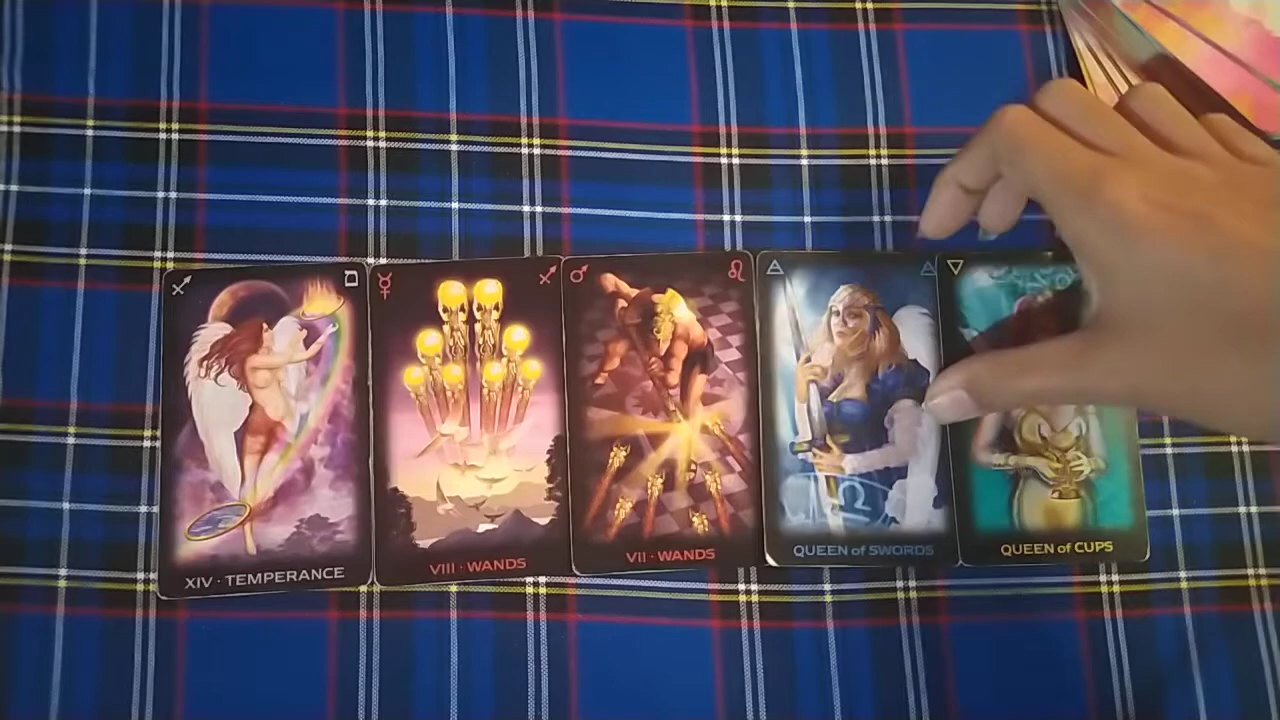 XIV · TEMPERANCE
VIII · WANDS
VII · WANDS
QUEEN of SWORDS
QUEEN of CUPS